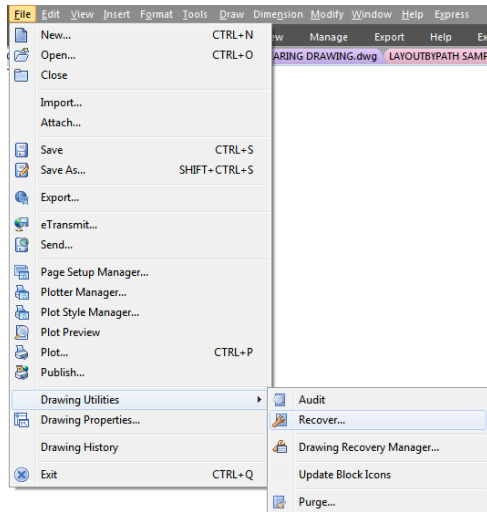 File Edit View Insert Format Tools Draw Dimension Modify Window Help Express
Manage Export Help
ARING DRAWING.dwg LAYOUTBYPATH SAMP
New... CTRL+N
Open... CTRL+O
Close
Import...
Attach...
Save CTRL+S
Save As... SHIFT+CTRL+S
Export...
eTransmit...
Send...
Page Setup Manager...
Plotter Manager...
Plot Style Manager...
Plot Preview
Plot... CTRL+P
Publish...
Drawing Utilities
Drawing Properties...
Drawing History
Exit CTRL+Q
Audit
Recover...
Drawing Recovery Manager...
Update Block Icons
Purge...